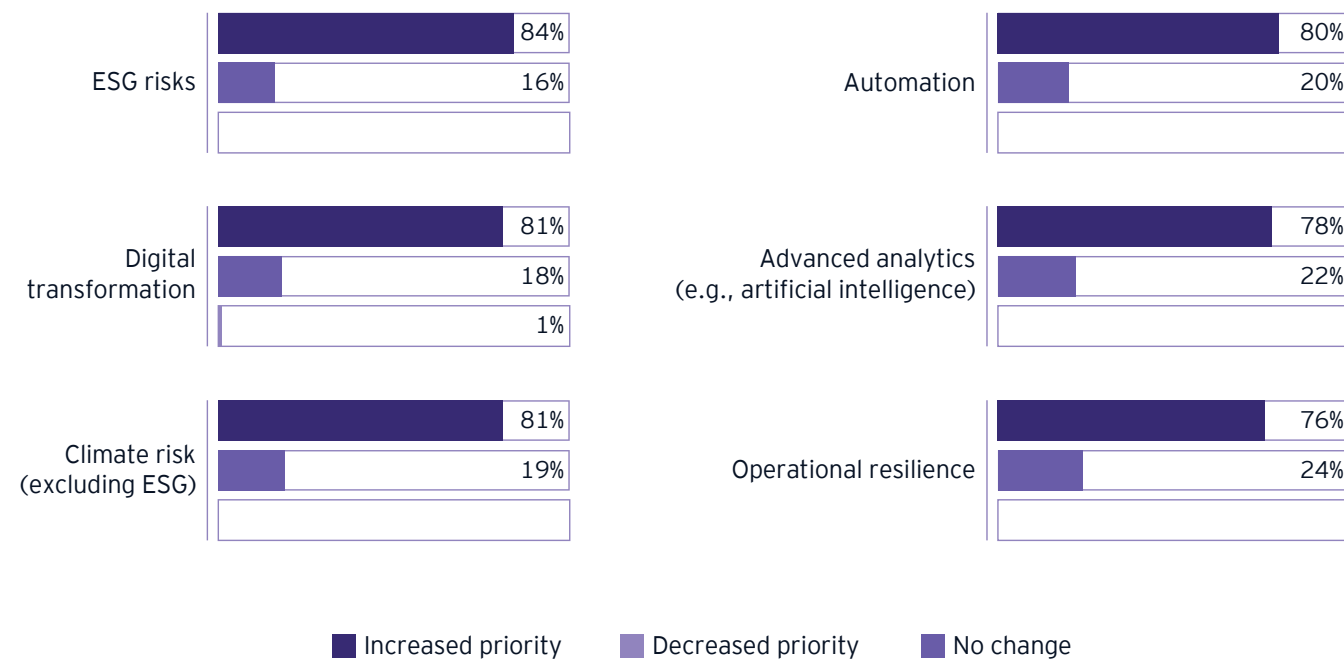 ESG risks
84%
16%
Digital
transformation
81%
18%
1%
Climate risk
(excluding ESG)
81%
19%
Automation
80%
20%
Advanced analytics
(e.g., artificial intelligence)
78%
22%
Operational resilience
76%
24%
Increased priority
Decreased priority
No change